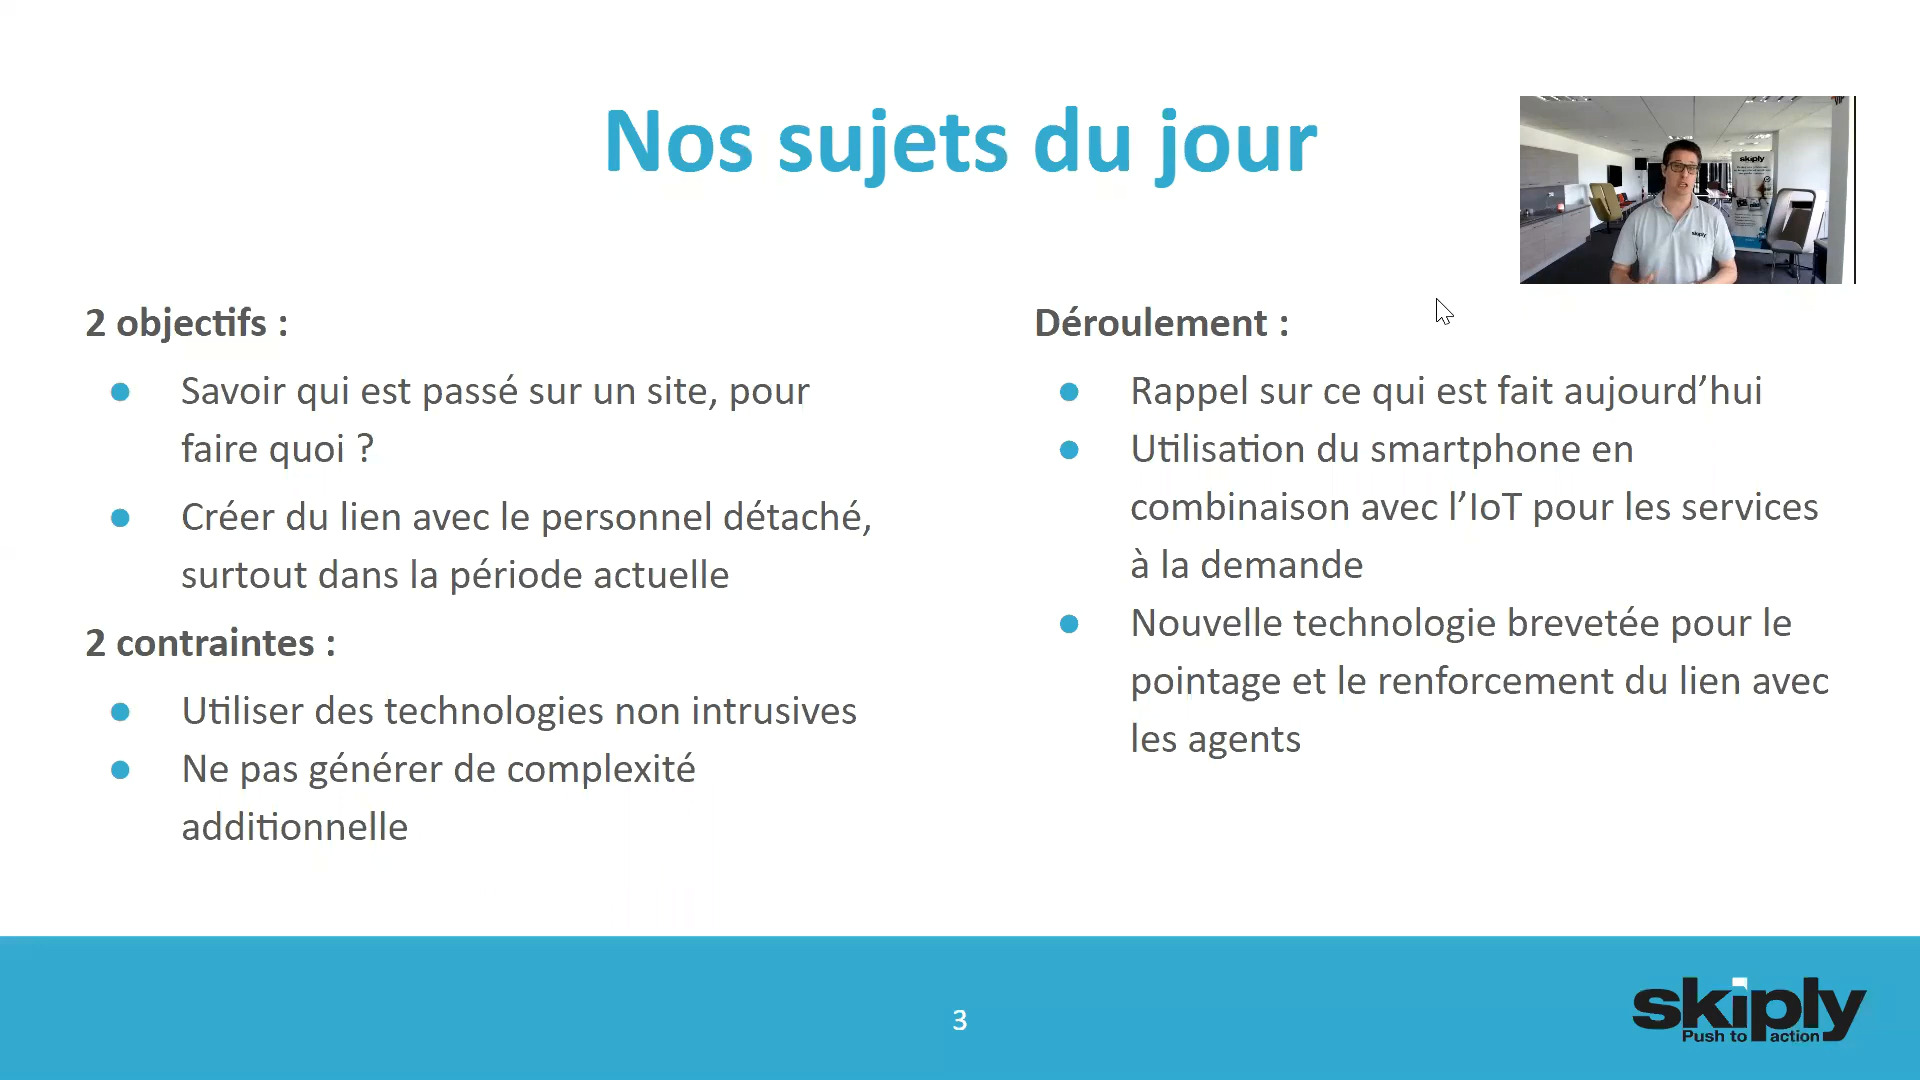 Nos sujets du jour
skiply
skiply
2 objectifs :
Savoir qui est passé sur un site, pour
faire quoi ?
Créer du lien avec le personnel détaché,
surtout dans la période actuelle
2 contraintes :
Utiliser des technologies non intrusives
Ne pas générer de complexité
additionnelle
Déroulement :
Rappel sur ce qui est fait aujourd’hui
Utilisation du smartphone en
combinaison avec l’IoT pour les services
à la demande
Nouvelle technologie brevetée pour le
pointage et le renforcement du lien avec
les agents
3
skiply
Push to action